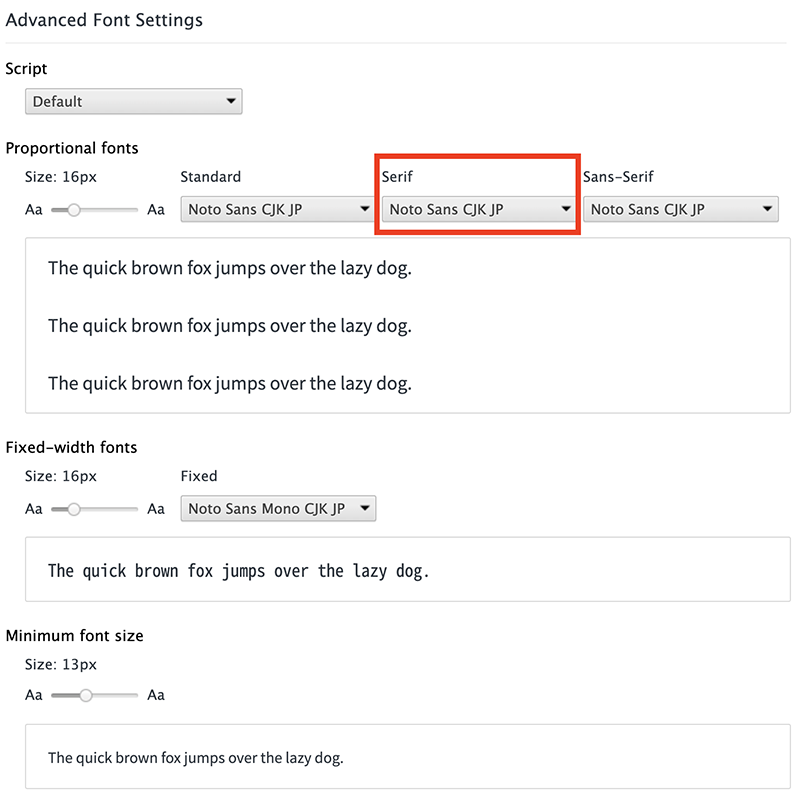 Advanced Font Settings
Script
Default
Proportional fonts
Size: 16px Standard Serif Sans-Serif
Aa Aa Noto Sans CJK JP Noto Sans CJK JP Noto Sans CJK JP
The quick brown fox jumps over the lazy dog.
The quick brown fox jumps over the lazy dog.
The quick brown fox jumps over the lazy dog.
Fixed-width fonts
Size: 16px Fixed
Aa Aa Noto Sans Mono CJK JP
The quick brown fox jumps over the lazy dog.
Minimum font size
Size: 13px
Aa Aa
The quick brown fox jumps over the lazy dog.